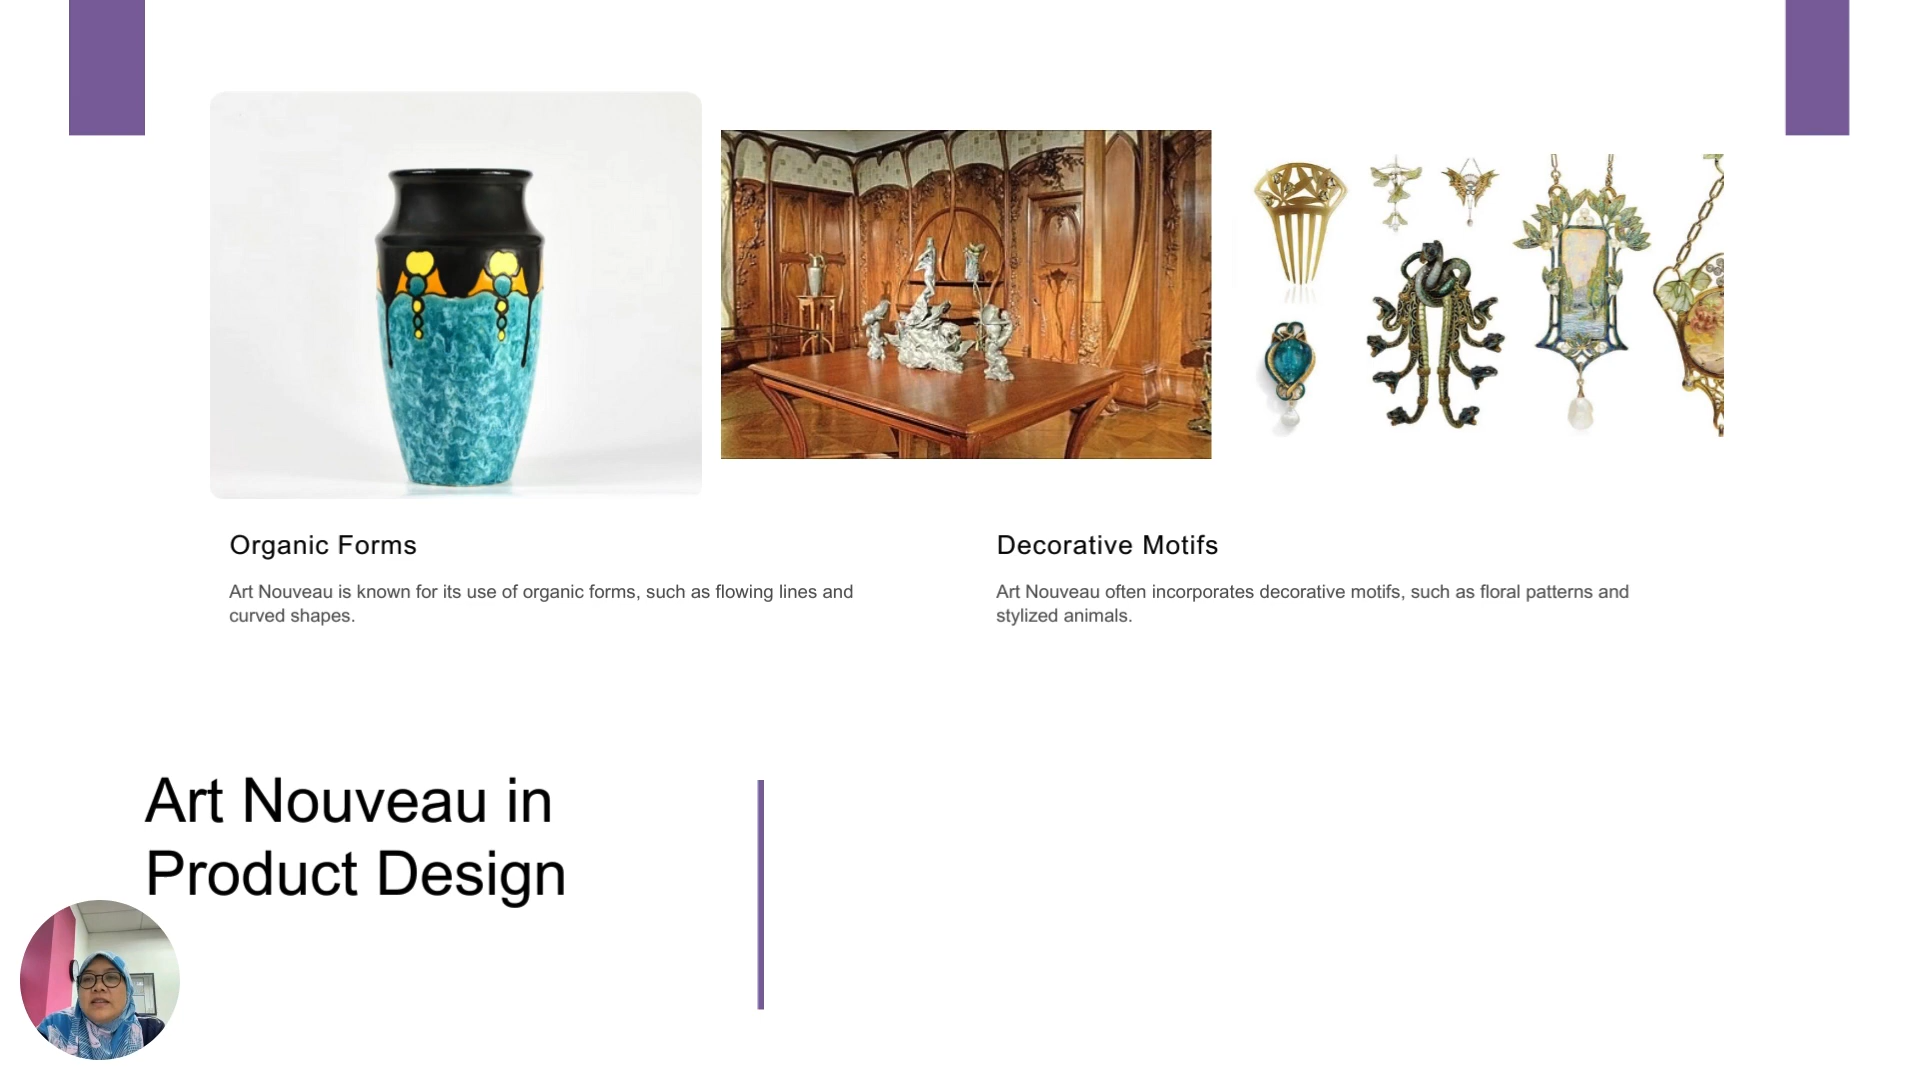 Organic Forms
Art Nouveau is known for its use of organic forms, such as flowing lines and
curved shapes.
Decorative Motifs
Art Nouveau often incorporates decorative motifs, such as floral patterns and
stylized animals.
Art Nouveau in
Product Design